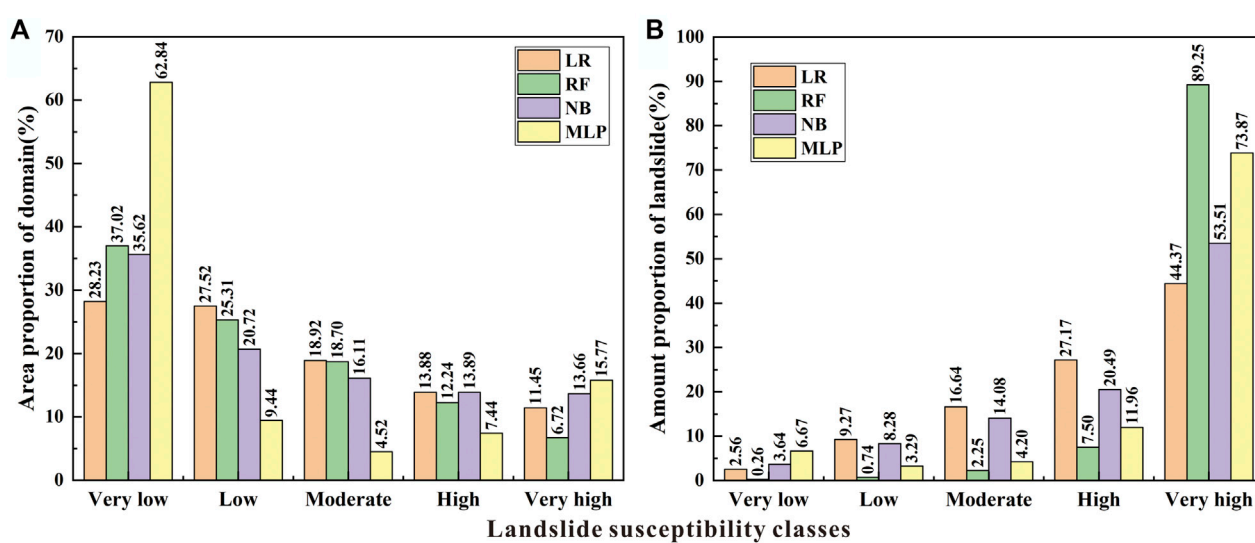 A
Area proportion of domain(%)
70
60
50
40
30
20
10
0
LR
RF
NB
MLP
28.23
37.02
35.62
62.84
27.52
25.31
20.72
9.44
18.92
18.70
16.11
4.52
13.88
12.24
13.89
7.44
11.45
6.72
13.66
15.77
Very low
Low
Moderate
High
Very high
B
Amount proportion of landslide(%)
100
90
80
70
60
50
40
30
20
10
0
LR
RF
NB
MLP
2.56
0.26
3.64
6.67
9.27
0.74
8.28
3.29
16.64
2.25
14.08
4.20
27.17
7.50
20.49
11.96
44.37
89.25
53.51
73.87
Very low
Low
Moderate
High
Very high
Landslide susceptibility classes